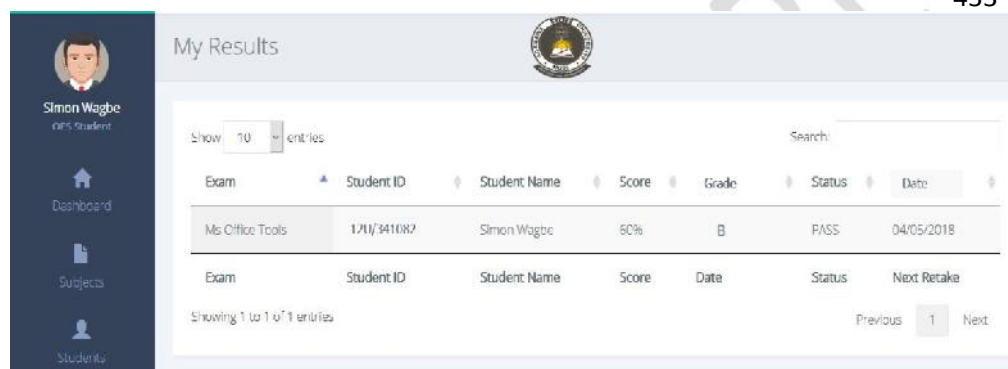 My Results
Simon Wagbe
OES Student
Show 10 entries
Search:
Exam Student ID Student Name Score Grade Status Date
Dashboard
Ms Office Tools 12U/341082 Simon Wagbe 60% B PASS 04/05/2018
Subjects
Exam Student ID Student Name Score Date Status Next Retake
Showing 1 to 1 of 1 entries
Previous 1 Next
Students